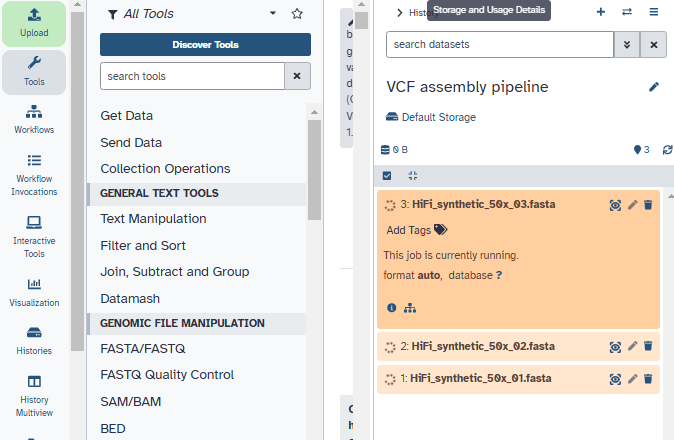 Upload
Tools
Workflows
Workflow
Invocations
Interactive
Tools
Visualization
Histories
History
Multiview
All Tools
Discover Tools
search tools
Get Data
Send Data
Collection Operations
GENERAL TEXT TOOLS
Text Manipulation
Filter and Sort
Join, Subtract and Group
Datamash
GENOMIC FILE MANIPULATION
FASTA/FASTQ
FASTQ Quality Control
SAM/BAM
BED
b
g
va
d
(C
V
1.
h
Storage and Usage Details
search datasets
VCF assembly pipeline
Default Storage
0 B
3
3: HiFi_synthetic_50x_03.fasta
Add Tags
This job is currently running.
format auto, database ?
2: HiFi_synthetic_50x_02.fasta
1: HiFi_synthetic_50x_01.fasta